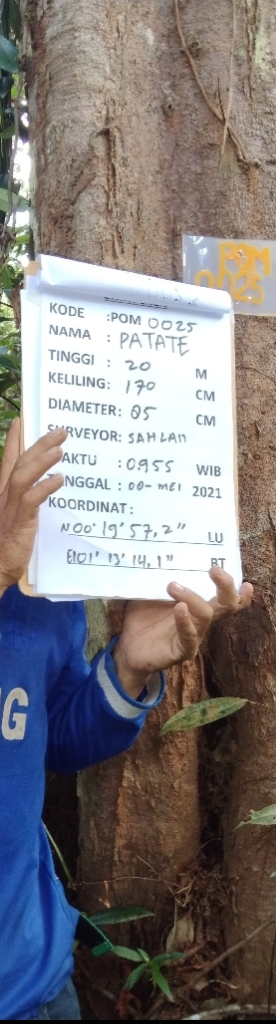 POM
0025
KODE :POM 0025
NAMA : PATATE
TINGGI : 20 M
KELILING: 170 CM
DIAMETER: 85 CM
SURVEYOR: SAHLAN
WAKTU : 0955 WIB
TANGGAL : 00-MEI 2021
KOORDINAT:
N00° 19' 57,2" LU
E101° 13' 14,1" BT
NG